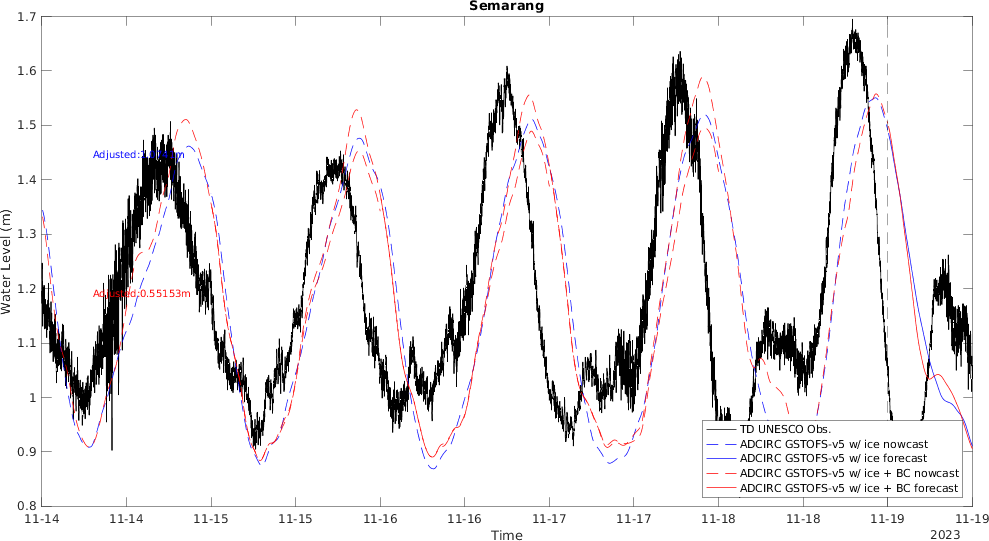 Semarang
1.7
1.6
1.5
1.4
1.3
1.2
1.1
1
0.9
0.8
Water Level (m)
Adjusted:
Adjusted:0.55153m
TD UNESCO Obs.
ADCIRC GSTOFS-v5 w/ ice nowcast
ADCIRC GSTOFS-v5 w/ ice forecast
ADCIRC GSTOFS-v5 w/ ice + BC nowcast
ADCIRC GSTOFS-v5 w/ ice + BC forecast
11-14 11-14 11-15 11-15 11-16 11-16 11-17 11-17 11-18 11-18 11-19 11-19
Time
2023